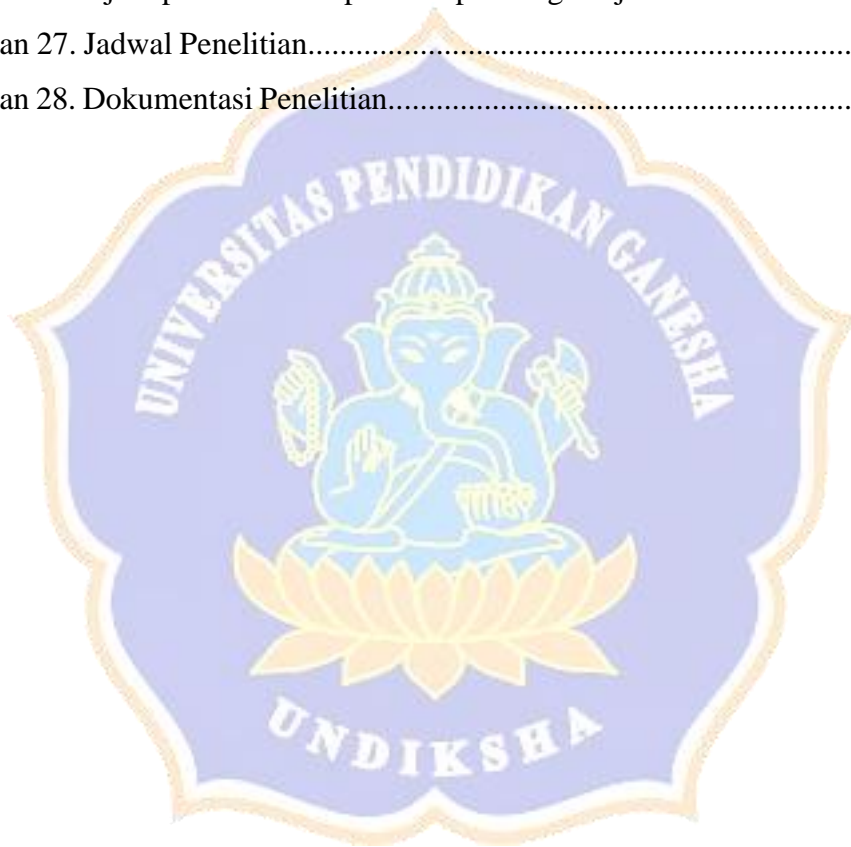 an 27. Jadwal Penelitian.......................................................................
an 28. Dokumentasi Penelitian.............................................................
UNIVERSITAS PENDIDIKAN GANESHA
UNDIKSHA